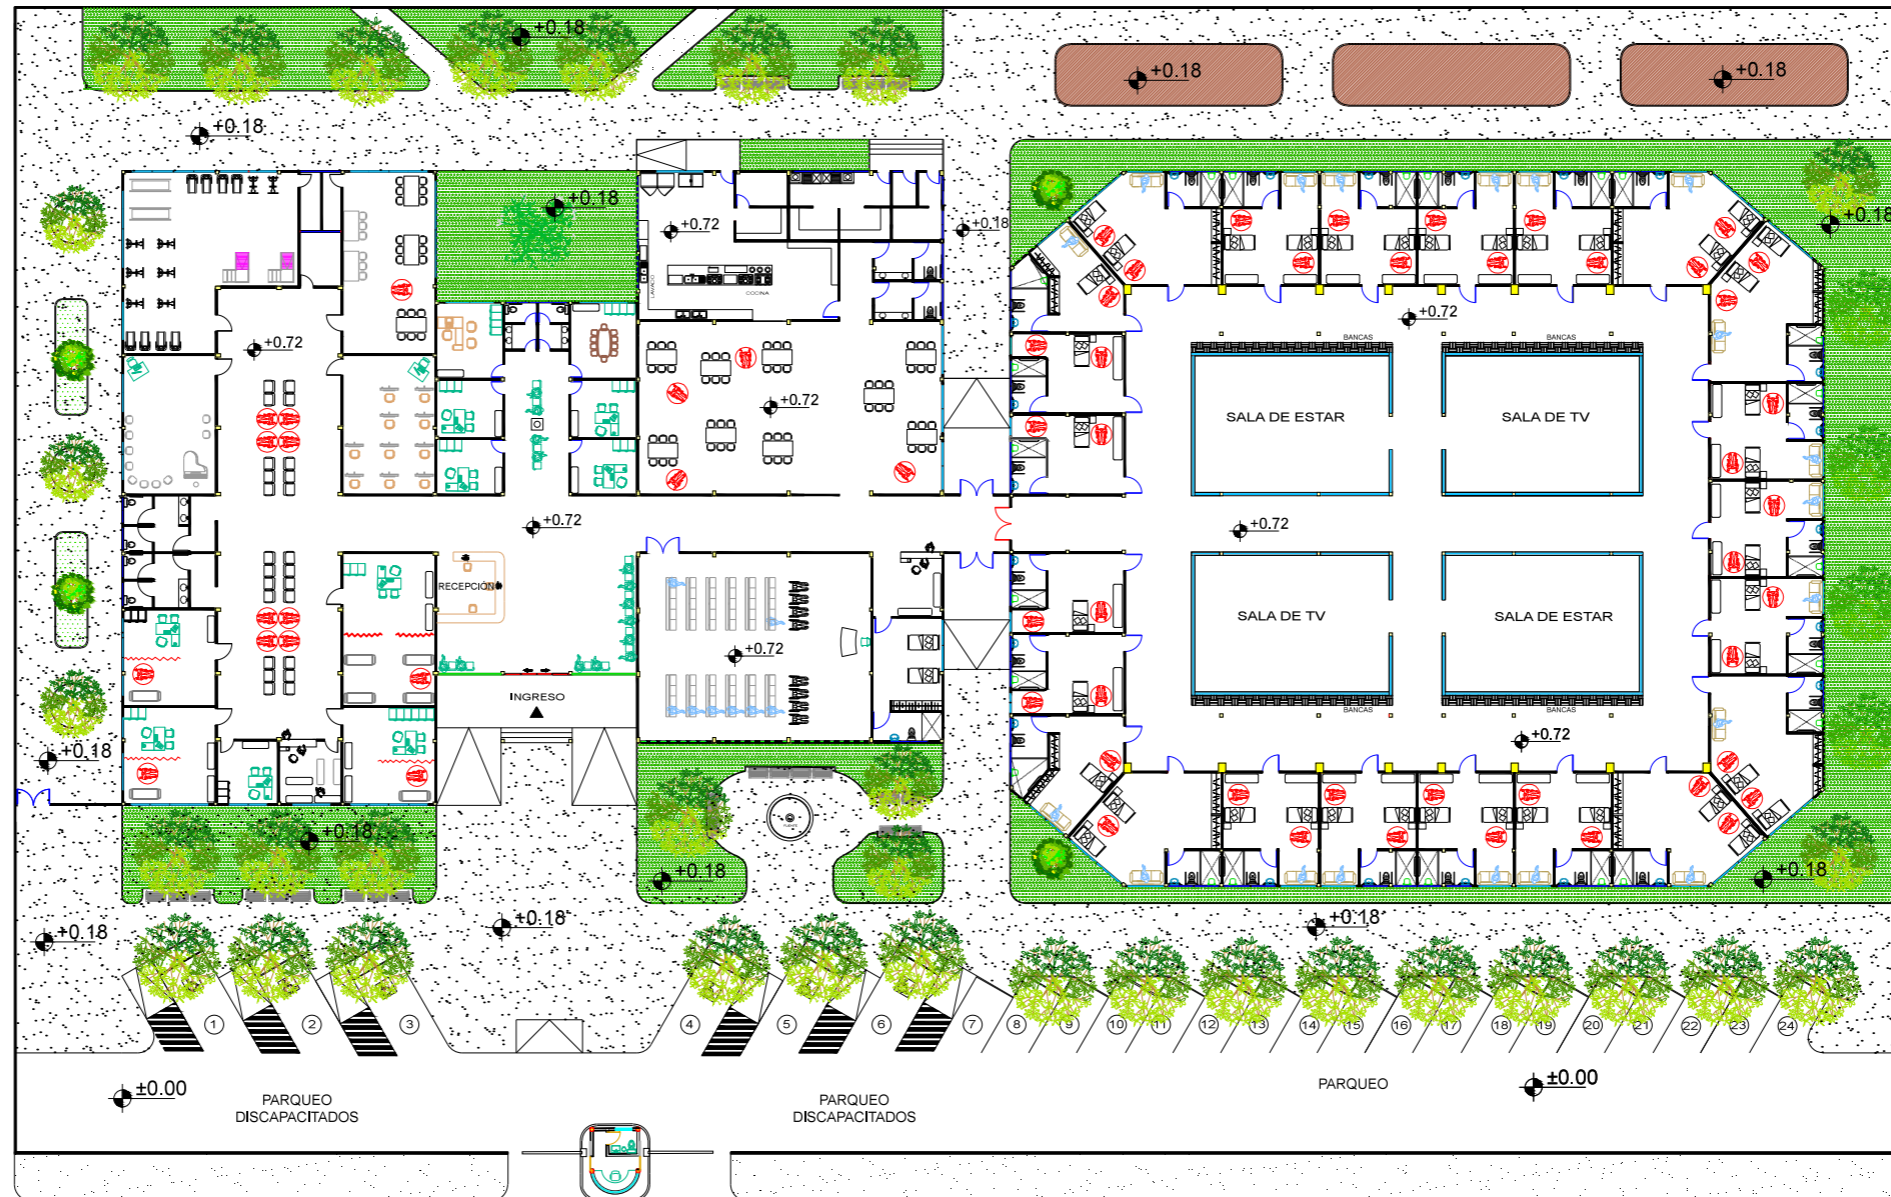 +0.18
+0.18
+0.18
+0.18
+0.18
+0.72
+0.18
+0.18
+0.72
LAVADO
COCINA
+0.72
BANCAS
BANCAS
+0.72
SALA DE ESTAR
SALA DE TV
+0.72
+0.72
RECEPCIÓN
SALA DE TV
SALA DE ESTAR
+0.72
INGRESO
BANCAS
BANCAS
+0.72
+0.18
+0.18
+0.18
+0.18
+0.18
+0.18
+0.18
1
2
3
4
5
6
7
8
9
10
11
12
13
14
15
16
17
18
19
20
21
22
23
24
±0.00
PARQUEO
DISCAPACITADOS
PARQUEO
DISCAPACITADOS
PARQUEO
±0.00